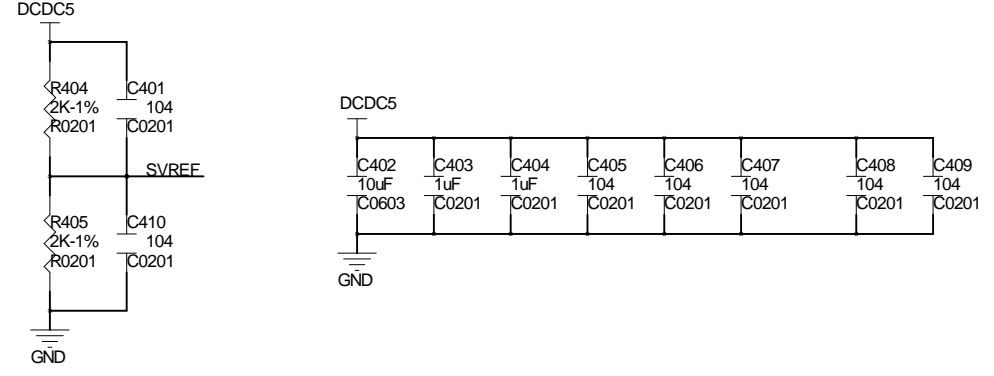 DCDC5
R404
2K-1%
R0201
C401
104
C0201
SVREF
R405
2K-1%
R0201
C410
104
C0201
GND
DCDC5
C402
10uF
C0603
C403
1uF
C0201
C404
1uF
C0201
C405
104
C0201
C406
104
C0201
C407
104
C0201
C408
104
C0201
C409
104
C0201
GND